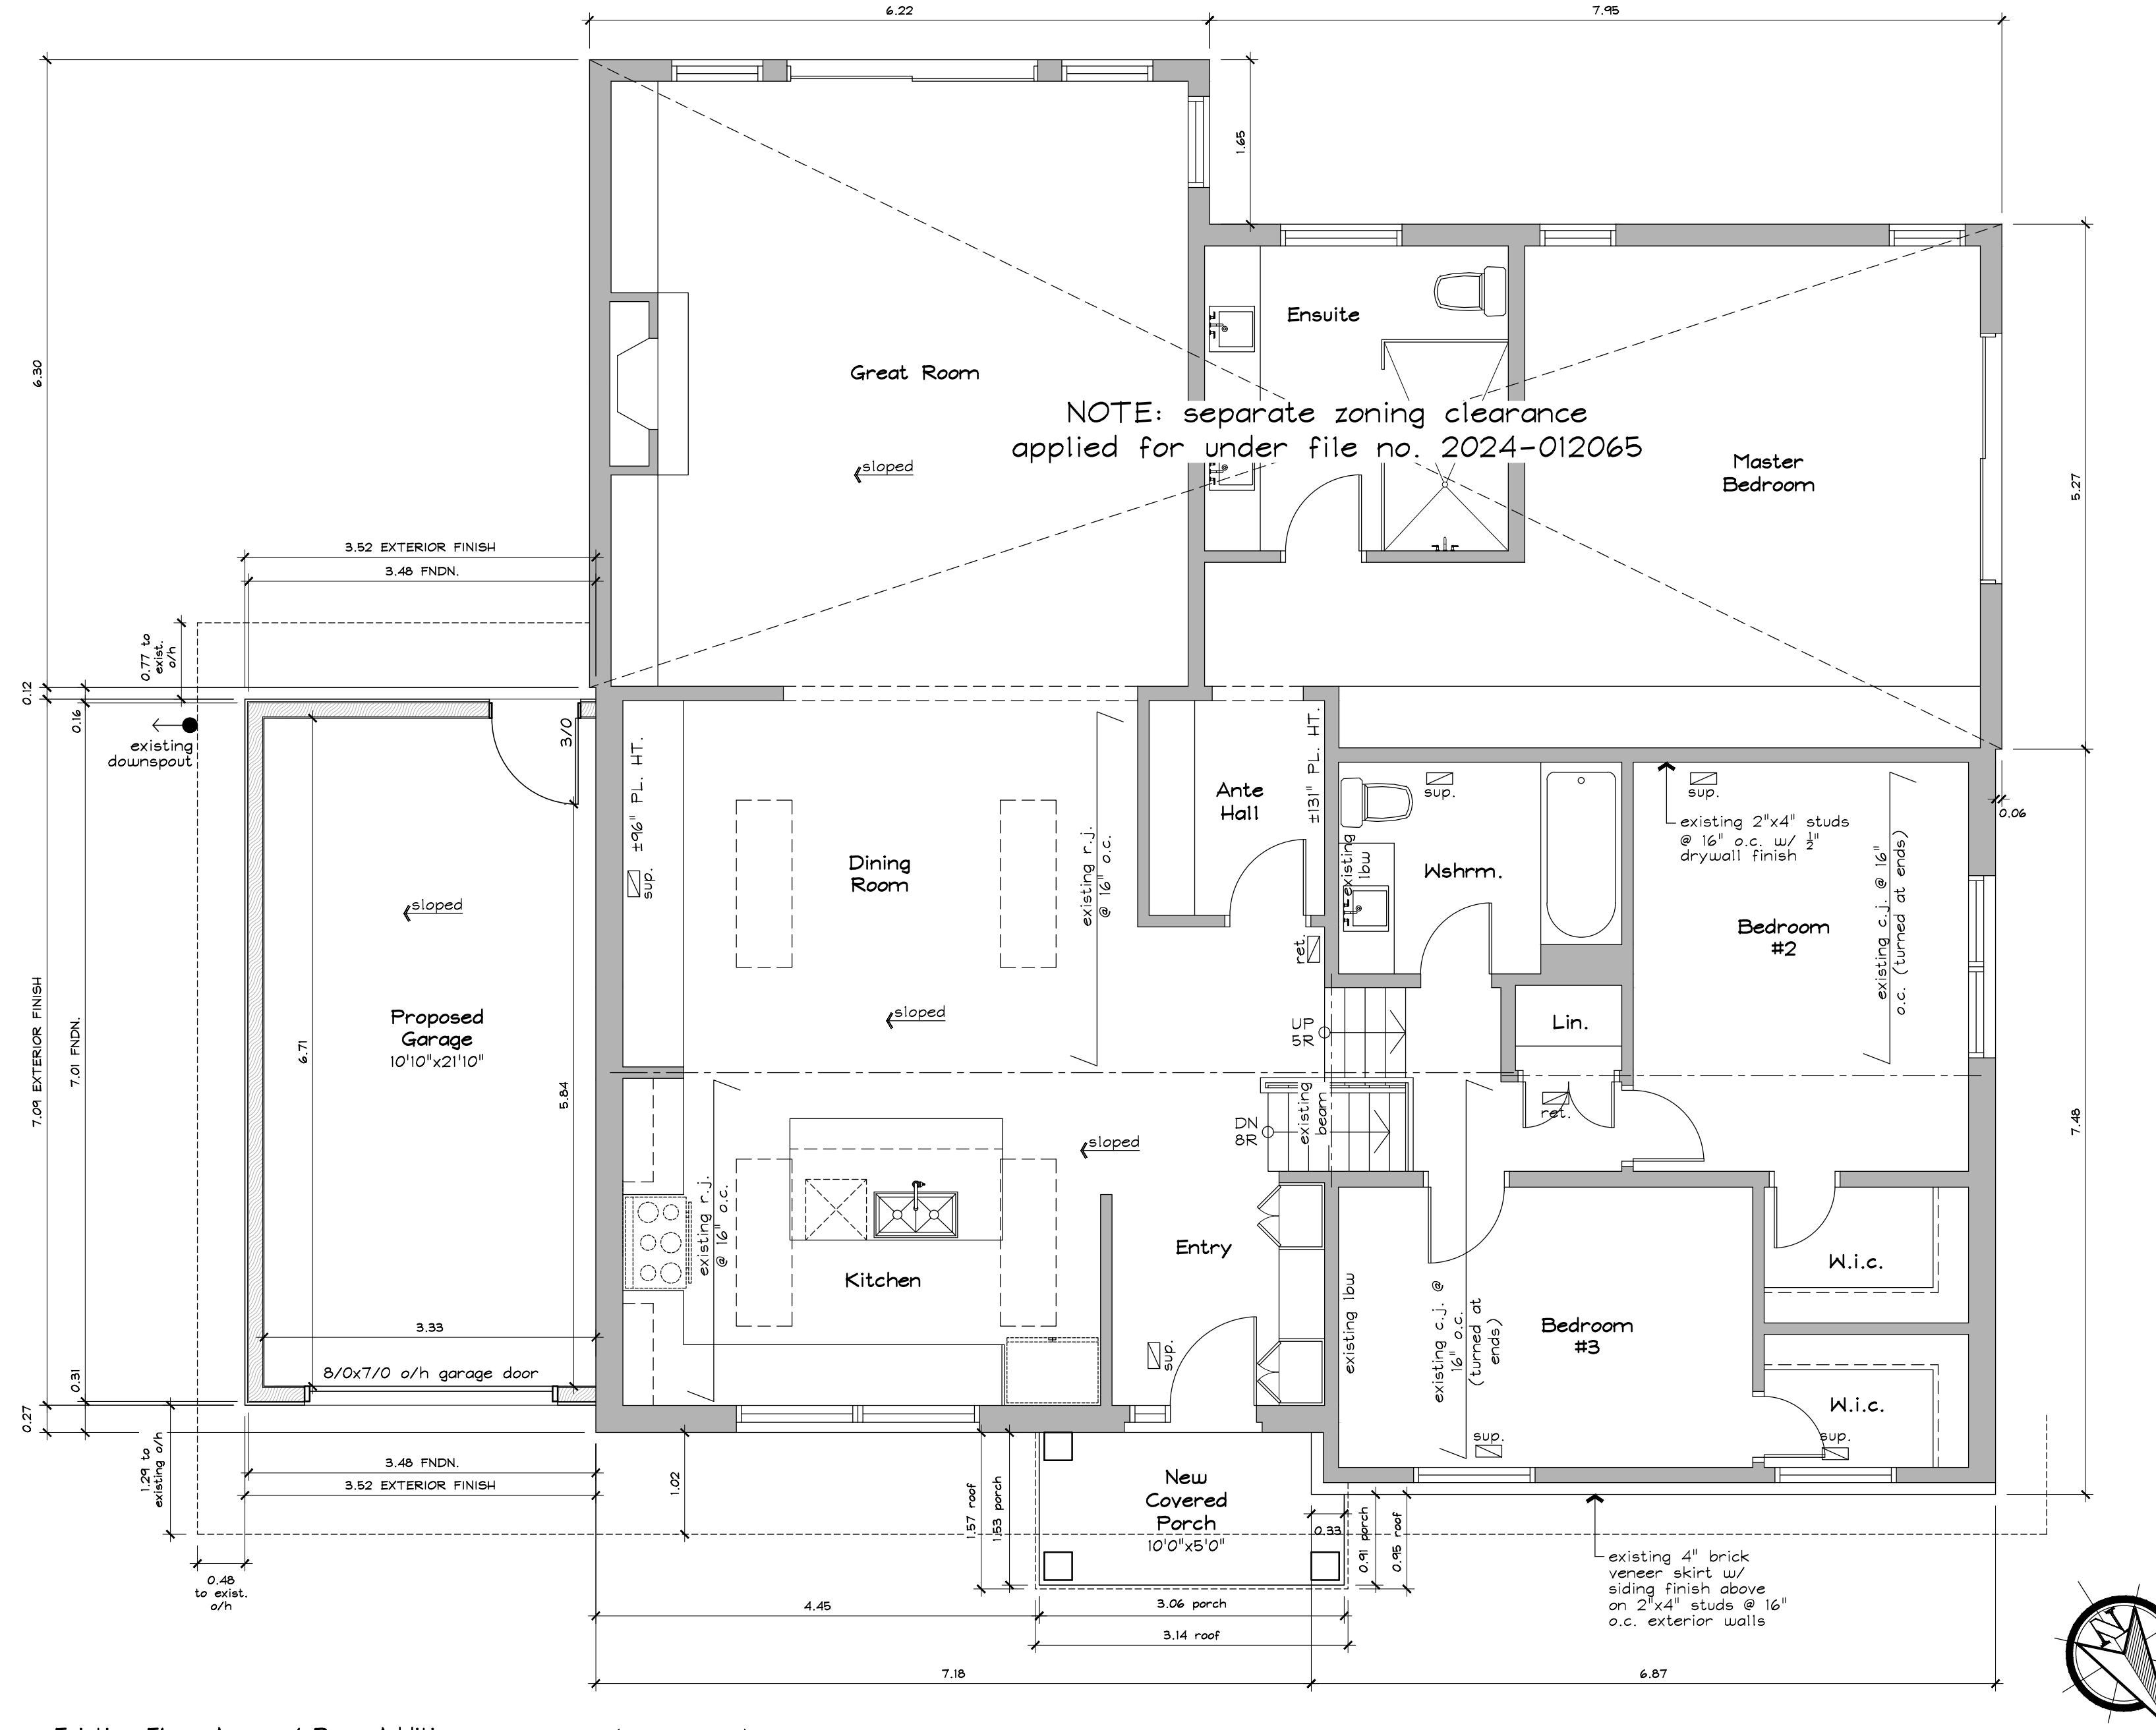 6.22
7.95
1.65
6.30
Great Room
Ensuite
NOTE: separate zoning clearance
applied for under file no. 2024-012065
sloped
Master
Bedroom
5.27
3.52 EXTERIOR FINISH
3.48 FNDN.
0.77 to
exist.
o/h
0.12
0.16
existing
downspout
3/0
±96" PL. HT.
sup.
sloped
Proposed
Garage
10'10"x21'10"
7.09 EXTERIOR FINISH
7.01 FNDN.
6.71
5.84
3.33
8/0x7/0 o/h garage door
0.31
0.27
1.29 to
existing o/h
3.48 FNDN.
3.52 EXTERIOR FINISH
0.48
to exist.
o/h
Dining
Room
existing r.j.
@ 16" o.c.
sloped
Ante
Hall
±131" PL. HT.
ret.
existing
lbw
Wshrm.
sup.
sup.
existing 2"x4" studs
@ 16" o.c. w/ ½"
drywall finish
Bedroom
#2
existing c.j. @ 16"
o.c. (turned at ends)
0.06
UP
5R
Lin.
DN
8R
existing
beam
ret.
sloped
7.48
existing r.j.
@ 16" o.c.
Kitchen
Entry
sup.
existing lbw
existing c.j. @
16" o.c.
(turned at
ends)
Bedroom
#3
W.i.c.
W.i.c.
sup.
sup.
1.02
1.57 roof
1.53 porch
New
Covered
Porch
10'0"x5'0"
0.33
0.91 porch
0.95 roof
existing 4" brick
veneer skirt w/
siding finish above
on 2"x4" studs @ 16"
o.c. exterior walls
4.45
3.06 porch
3.14 roof
7.18
6.87
N